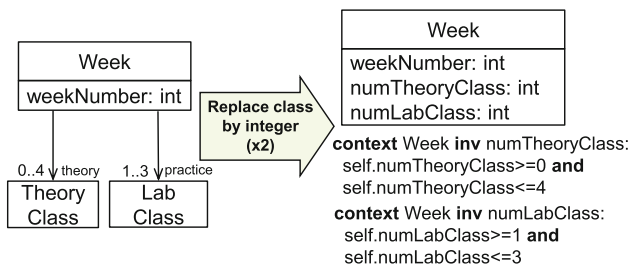 Week
weekNumber: int
0..4 theory
1..3 practice
Theory
Class
Lab
Class
Replace class
by integer
(x2)
Week
weekNumber: int
numTheoryClass: int
numLabClass: int
context Week inv numTheoryClass:
self.numTheoryClass>=0 and
self.numTheoryClass<=4
context Week inv numLabClass:
self.numLabClass>=1 and
self.numLabClass<=3